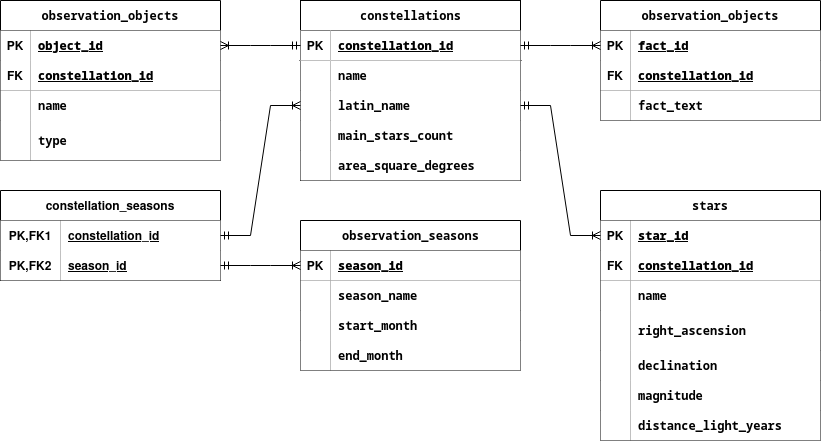 observation_objects
PK object_id
FK constellation_id
name
type
constellations
PK constellation_id
name
latin_name
main_stars_count
area_square_degrees
observation_objects
PK fact_id
FK constellation_id
fact_text
constellation_seasons
PK,FK1 constellation_id
PK,FK2 season_id
observation_seasons
PK season_id
season_name
start_month
end_month
stars
PK star_id
FK constellation_id
name
right_ascension
declination
magnitude
distance_light_years